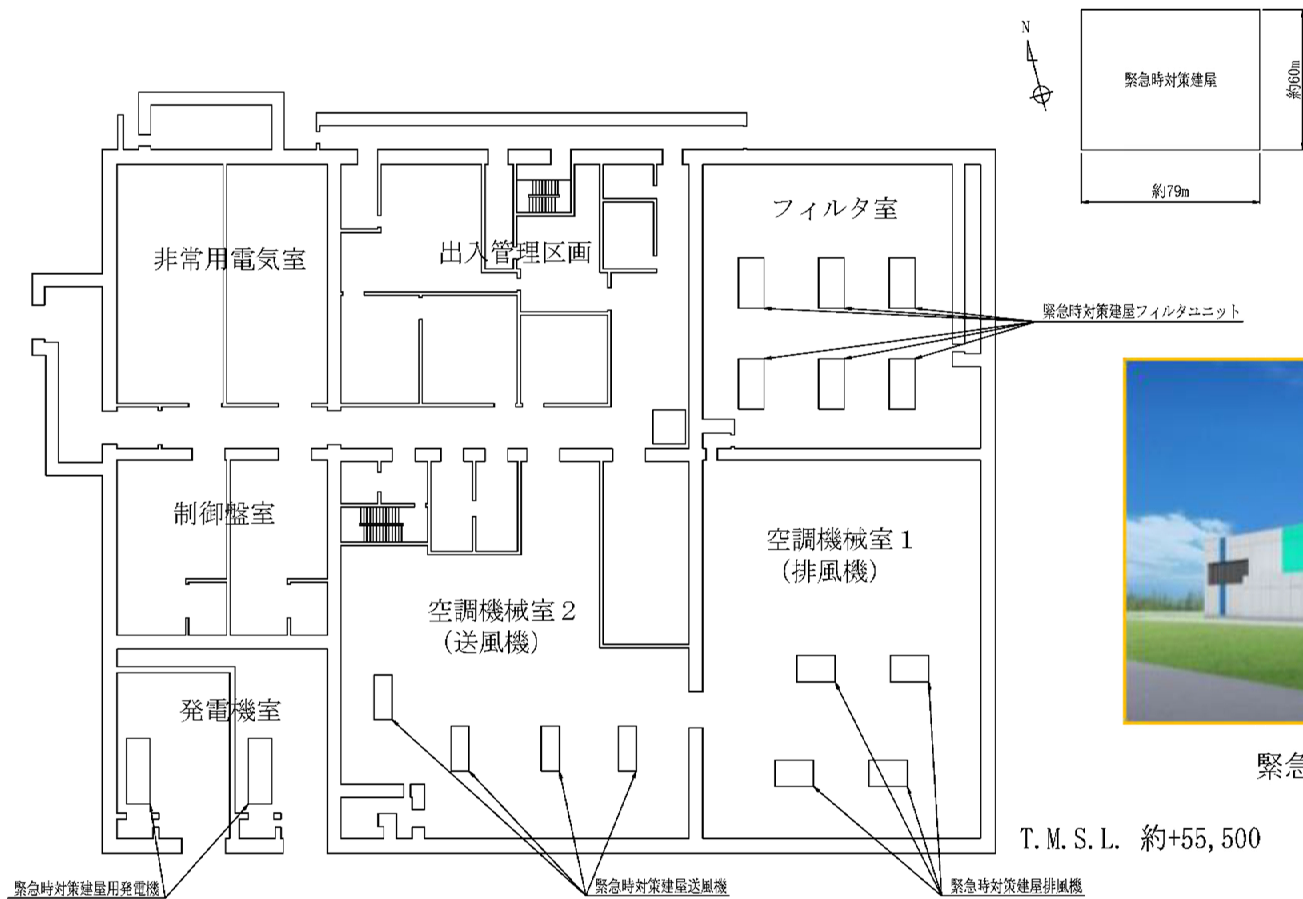 N
緊急時対策建屋
約60m
約79m
フィルタ室
非常用電気室
出入管理区画
緊急時対策建屋フィルタユニット
制御盤室
空調機械室1
(排風機)
空調機械室2
(送風機)
発電機室
緊急
T.M.S.L. 約+55,500
緊急時対策建屋用発電機
緊急時対策建屋送風機
緊急時対策建屋排風機